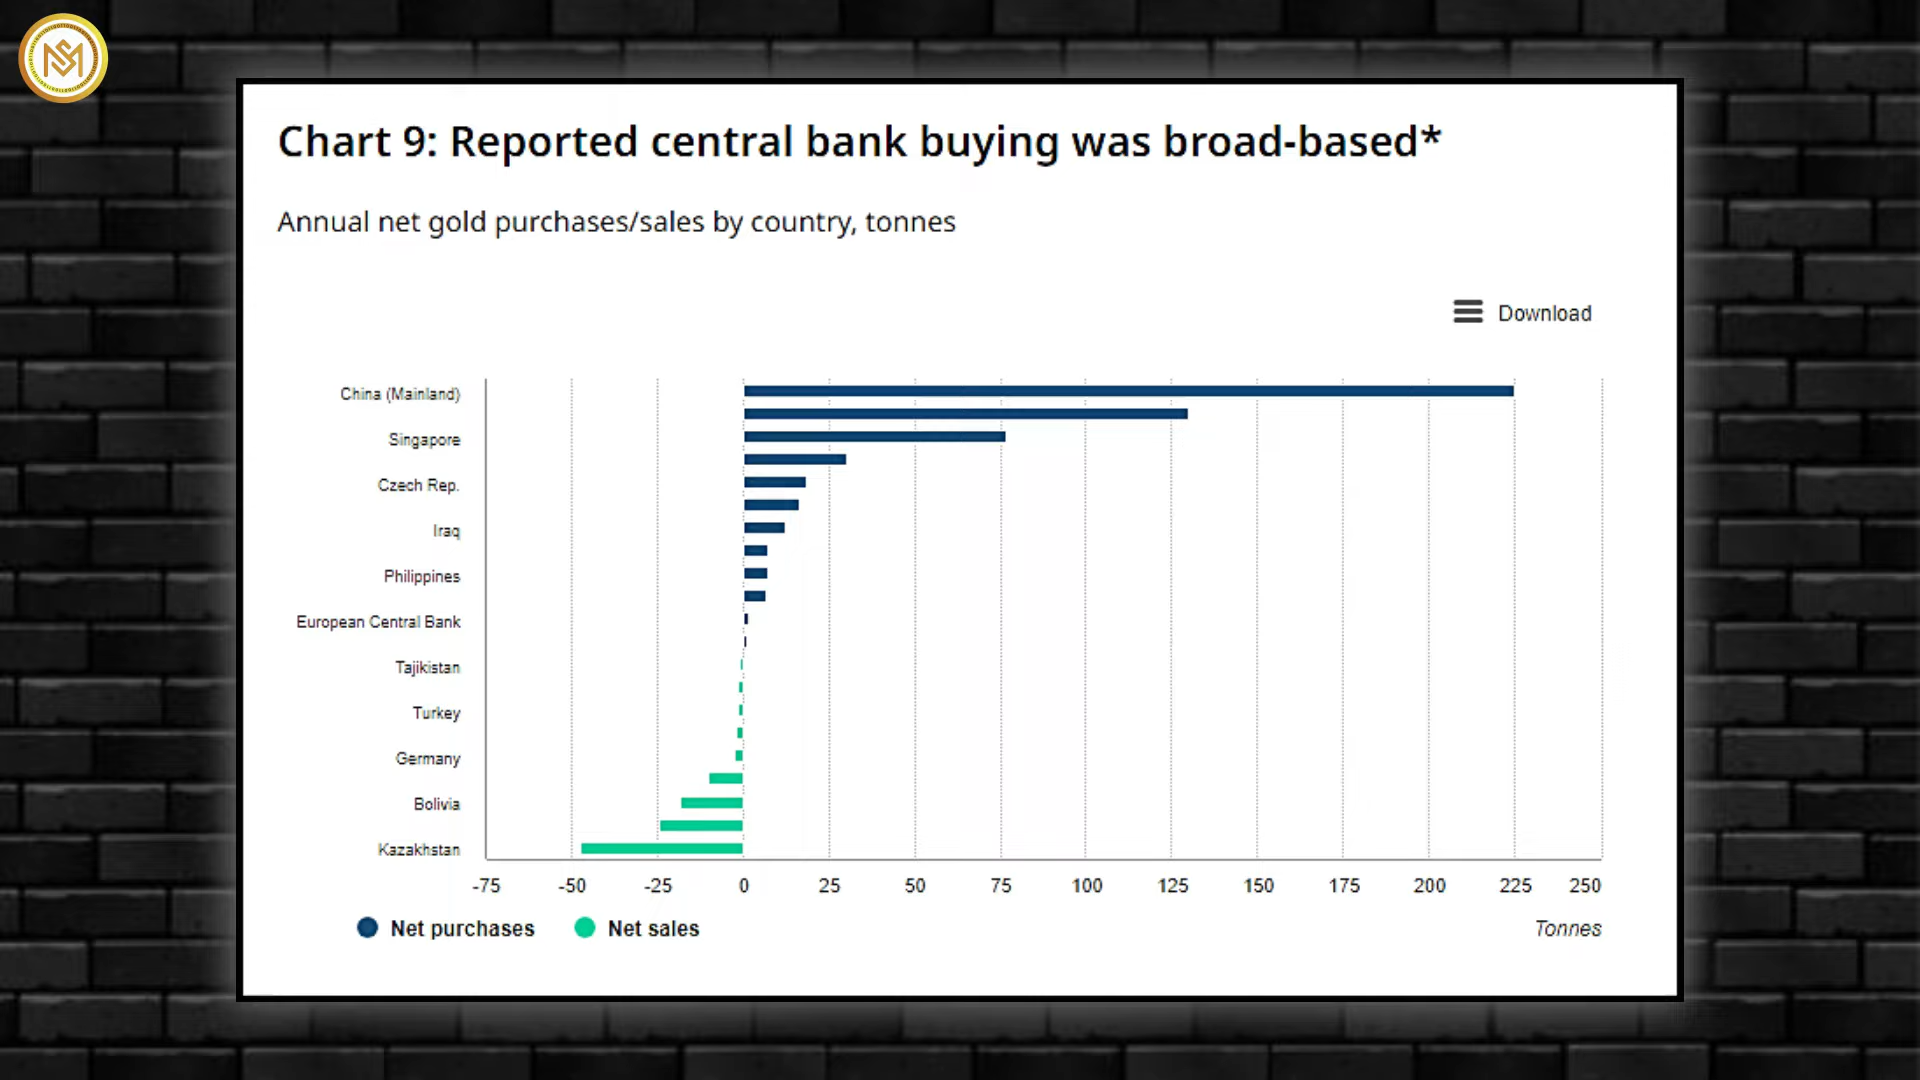 Chart 9: Reported central bank buying was broad-based*
Annual net gold purchases/sales by country, tonnes
Download
China (Mainland)
Singapore
Czech Rep.
Iraq
Philippines
European Central Bank
Tajikistan
Turkey
Germany
Bolivia
Kazakhstan
-75 -50 -25 0 25 50 75 100 125 150 175 200 225 250
Net purchases Net sales Tonnes